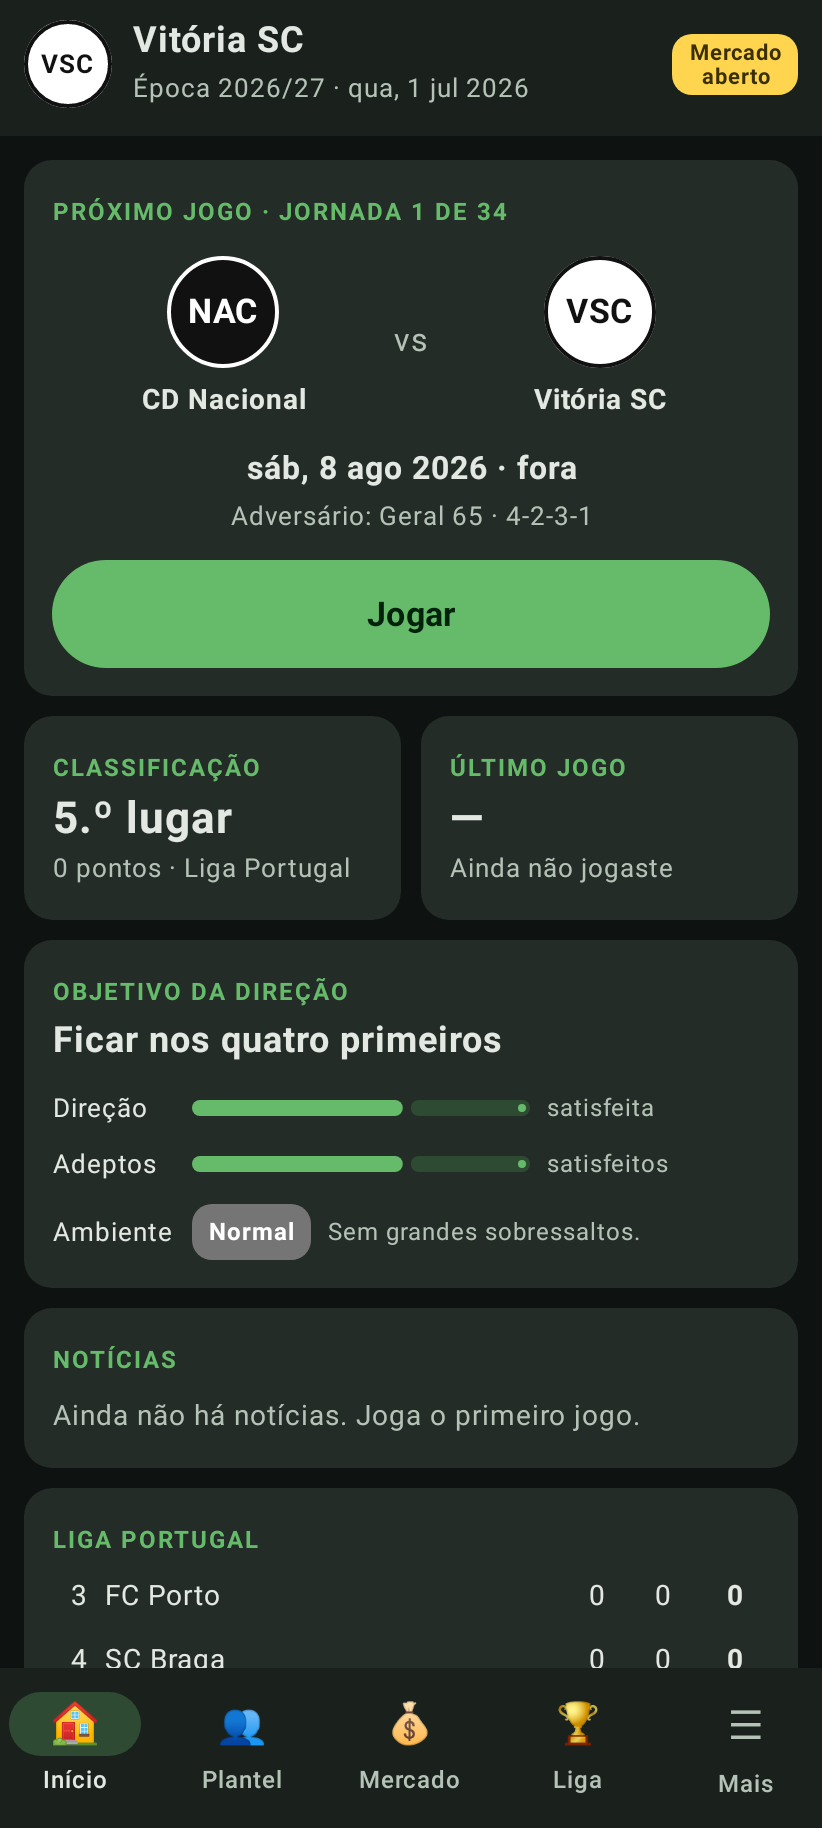 VSC
Vitória SC
Época 2026/27 · qua, 1 jul 2026
Mercado
aberto
PRÓXIMO JOGO · JORNADA 1 DE 34
NAC
vs
VSC
CD Nacional
Vitória SC
sáb, 8 ago 2026 · fora
Adversário: Geral 65 · 4-2-3-1
Jogar
CLASSIFICAÇÃO
5.º lugar
0 pontos · Liga Portugal
ÚLTIMO JOGO
—
Ainda não jogaste
OBJETIVO DA DIREÇÃO
Ficar nos quatro primeiros
Direção satisfeita
Adeptos satisfeitos
Ambiente Normal Sem grandes sobressaltos.
NOTÍCIAS
Ainda não há notícias. Joga o primeiro jogo.
LIGA PORTUGAL
3 FC Porto 0 0 0
4 SC Braga 0 0 0
Início
Plantel
Mercado
Liga
Mais